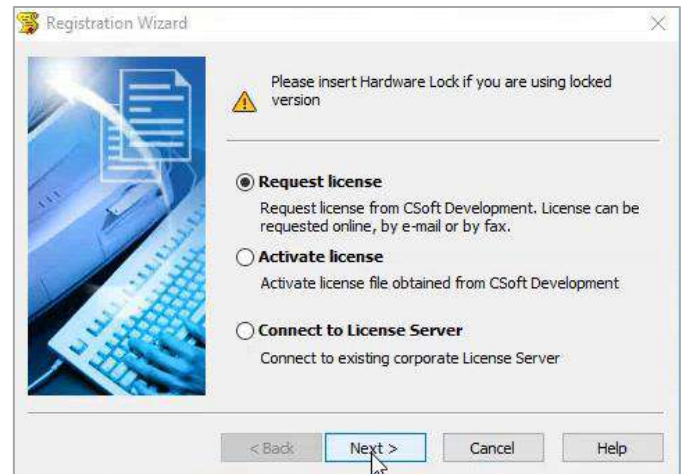 Registration Wizard
Please insert Hardware Lock if you are using locked
version
Request license
Request license from CSoft Development. License can be
requested online, by e-mail or by fax.
Activate license
Activate license file obtained from CSoft Development
Connect to License Server
Connect to existing corporate License Server
< Back Next > Cancel Help